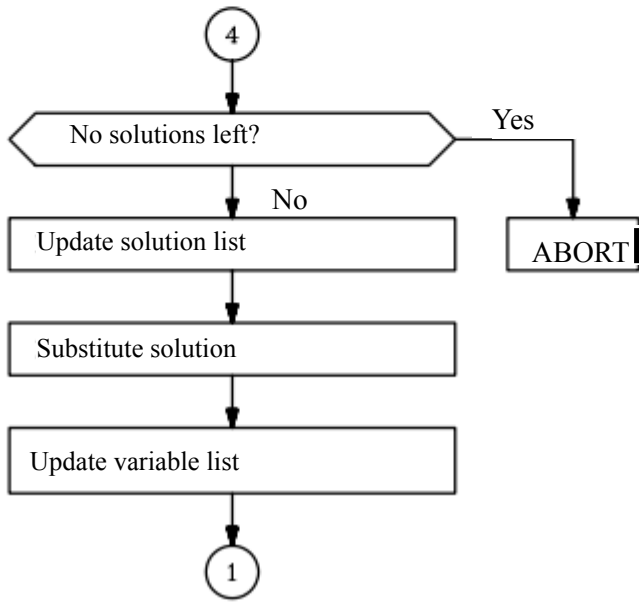 4
No solutions left?
Yes
No
Update solution list
ABORT
Substitute solution
Update variable list
1